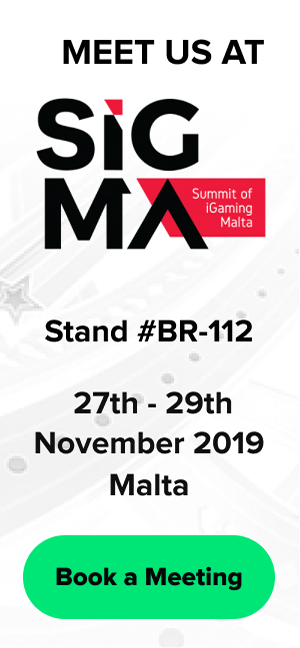 MEET US AT
SiG
MA
Summit of
iGaming
Malta
Stand #BR-112
27th - 29th
November 2019
Malta
Book a Meeting